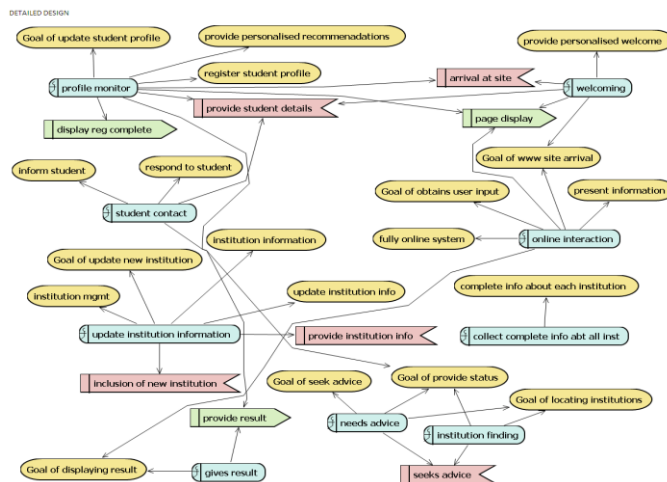 DETAILED DESIGN
Goal of update student profile
provide personalised recommenadations
provide personalised welcome
register student profile
arrival at site
profile monitor
welcoming
provide student details
page display
display reg complete
Goal of www site arrival
inform student
respond to student
Goal of obtains user input
present information
student contact
institution information
fully online system
online interaction
Goal of update new institution
complete info about each institution
update institution info
institution mgmt
update institution information
provide institution info
collect complete info abt all inst
inclusion of new institution
Goal of seek advice
Goal of provide status
Goal of locating institutions
provide result
needs advice
institution finding
Goal of displaying result
gives result
seeks advice